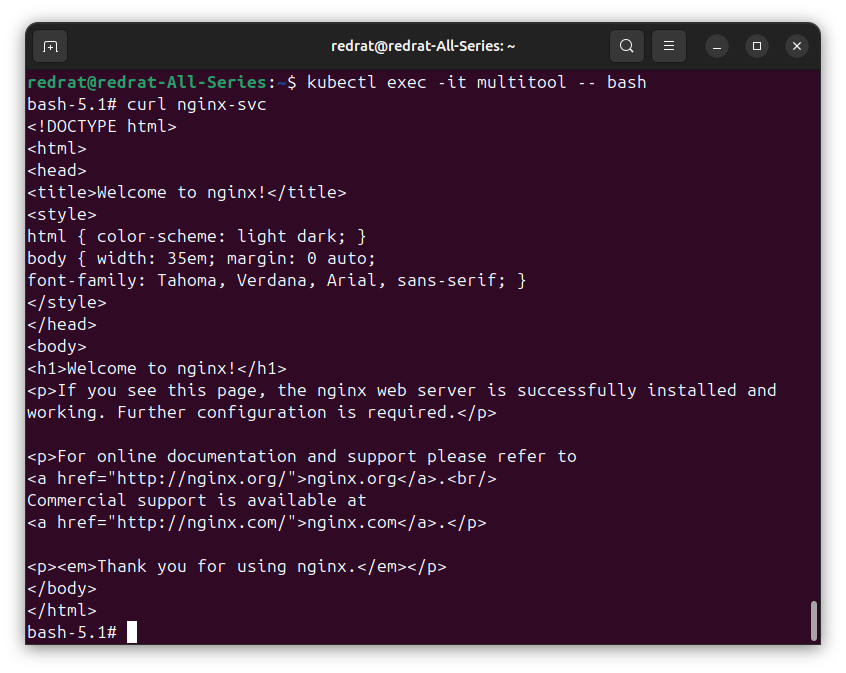 redrat@redrat-All-Series: ~
redrat@redrat-All-Series:~$ kubectl exec -it multitool -- bash
bash-5.1# curl nginx-svc
<!DOCTYPE html>
<html>
<head>
<title>Welcome to nginx!</title>
<style>
html { color-scheme: light dark; }
body { width: 35em; margin: 0 auto;
font-family: Tahoma, Verdana, Arial, sans-serif; }
</style>
</head>
<body>
<h1>Welcome to nginx!</h1>
<p>If you see this page, the nginx web server is successfully installed and
working. Further configuration is required.</p>

<p>For online documentation and support please refer to
<a href="http://nginx.org/">nginx.org</a>.<br/>
Commercial support is available at
<a href="http://nginx.com/">nginx.com</a>.</p>

<p><em>Thank you for using nginx.</em></p>
</body>
</html>
bash-5.1#